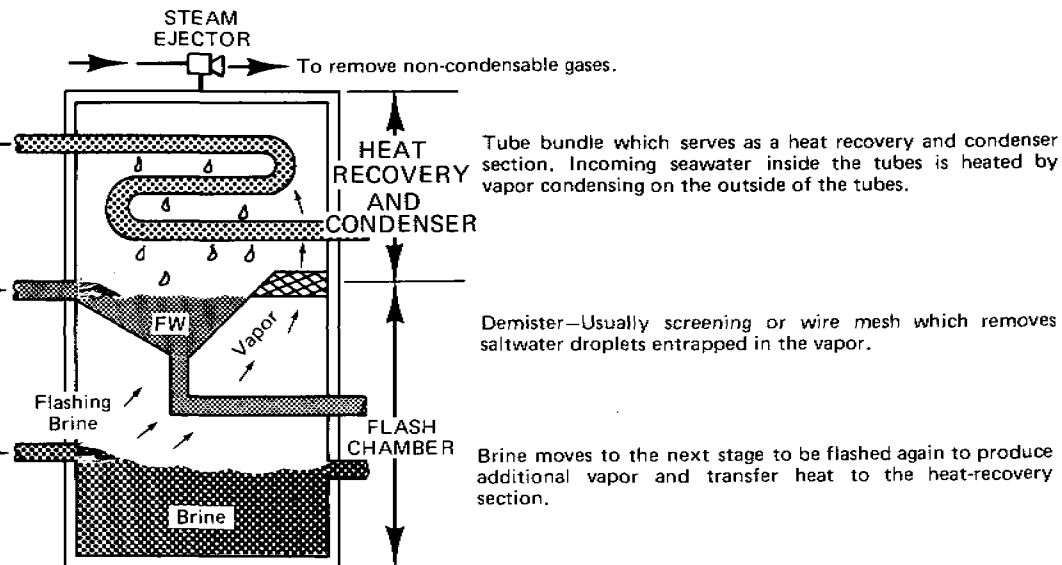 STEAM
EJECTOR
To remove non-condensable gases.
HEAT
RECOVERY
AND
CONDENSER
Tube bundle which serves as a heat recovery and condenser
section. Incoming seawater inside the tubes is heated by
vapor condensing on the outside of the tubes.
FW
Vapor
Demister—Usually screening or wire mesh which removes
saltwater droplets entrapped in the vapor.
Flashing
Brine
FLASH
CHAMBER
Brine moves to the next stage to be flashed again to produce
additional vapor and transfer heat to the heat-recovery
section.
Brine